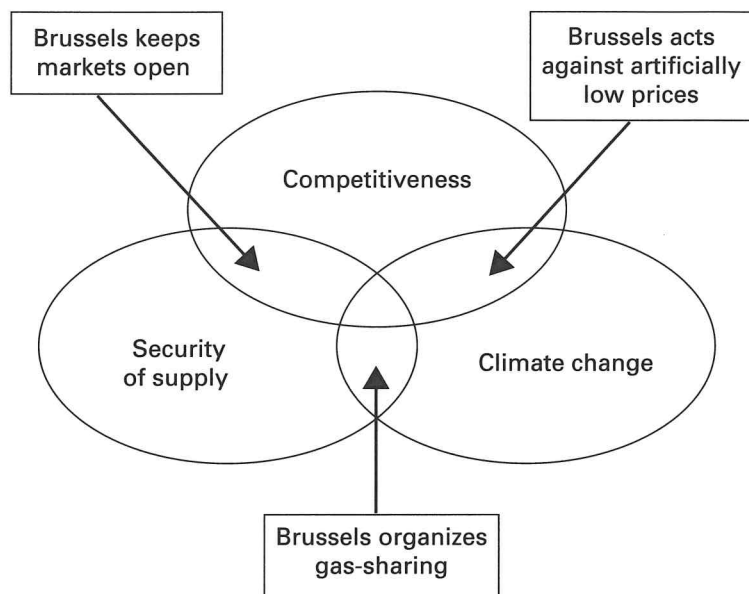 Brussels keeps
markets open
Brussels acts
against artificially
low prices
Competitiveness
Security
of supply
Climate change
Brussels organizes
gas-sharing